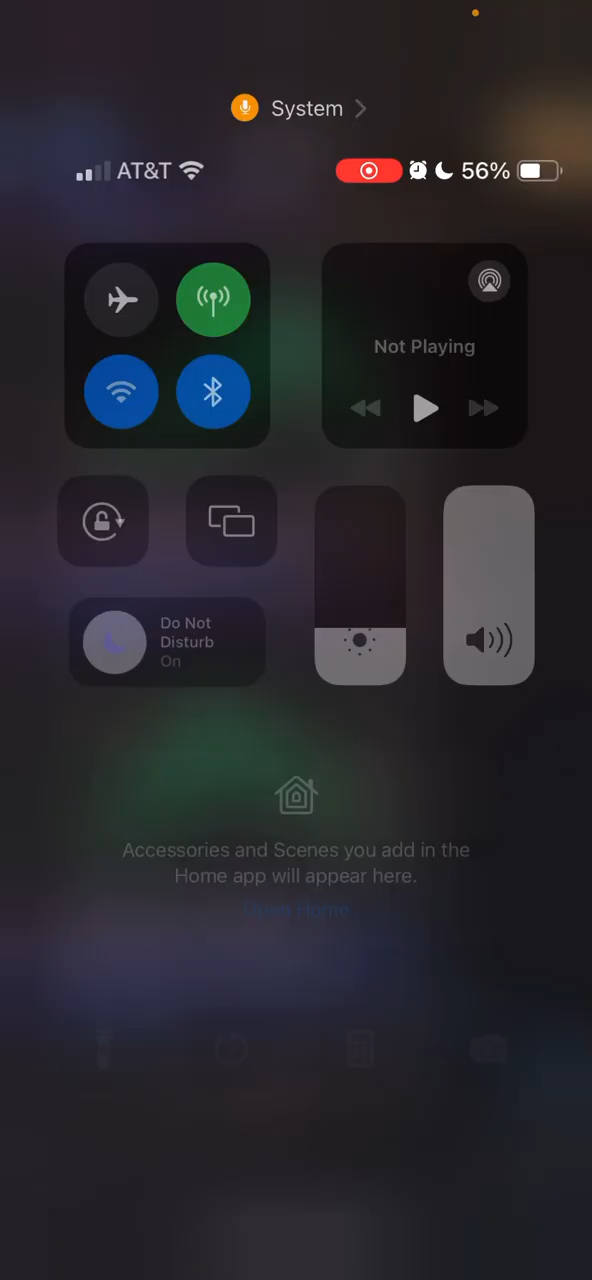 System
AT&T
56%
Not Playing
Do Not
Disturb
On
Accessories and Scenes you add in the
Home app will appear here.
Open Home